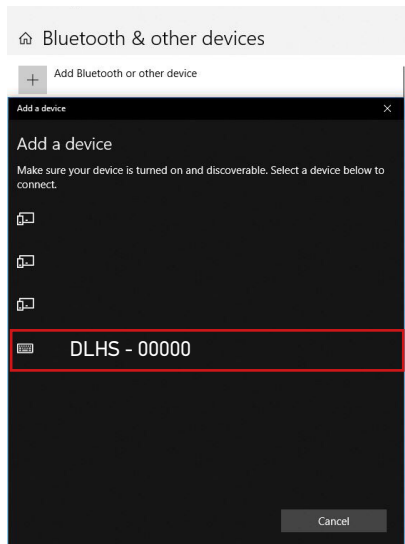 Bluetooth & other devices
Add Bluetooth or other device
Add a device
Add a device
Make sure your device is turned on and discoverable. Select a device below to
connect.
DLHS - 00000
Cancel